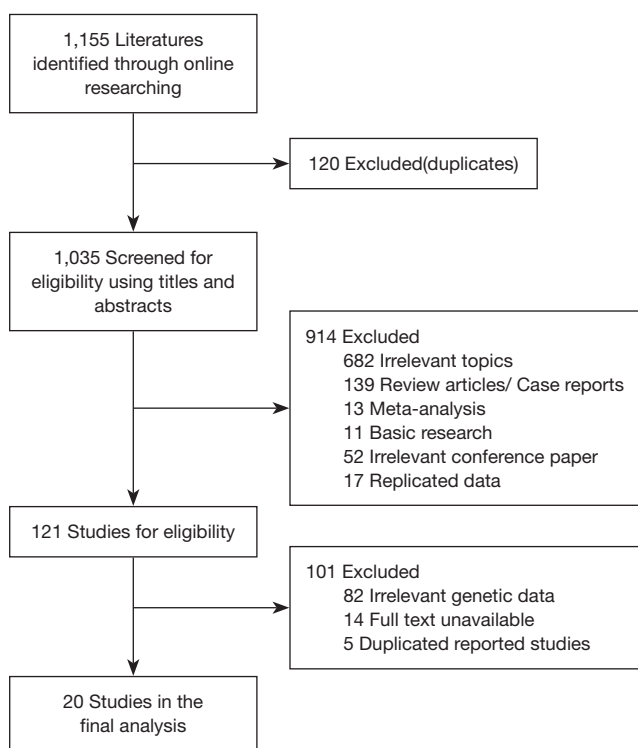 1,155 Literatures
identified through online
researching
120 Excluded(duplicates)
1,035 Screened for
eligibility using titles and
abstracts
914 Excluded
682 Irrelevant topics
139 Review articles/ Case reports
13 Meta-analysis
11 Basic research
52 Irrelevant conference paper
17 Replicated data
121 Studies for eligibility
101 Excluded
82 Irrelevant genetic data
14 Full text unavailable
5 Duplicated reported studies
20 Studies in the
final analysis